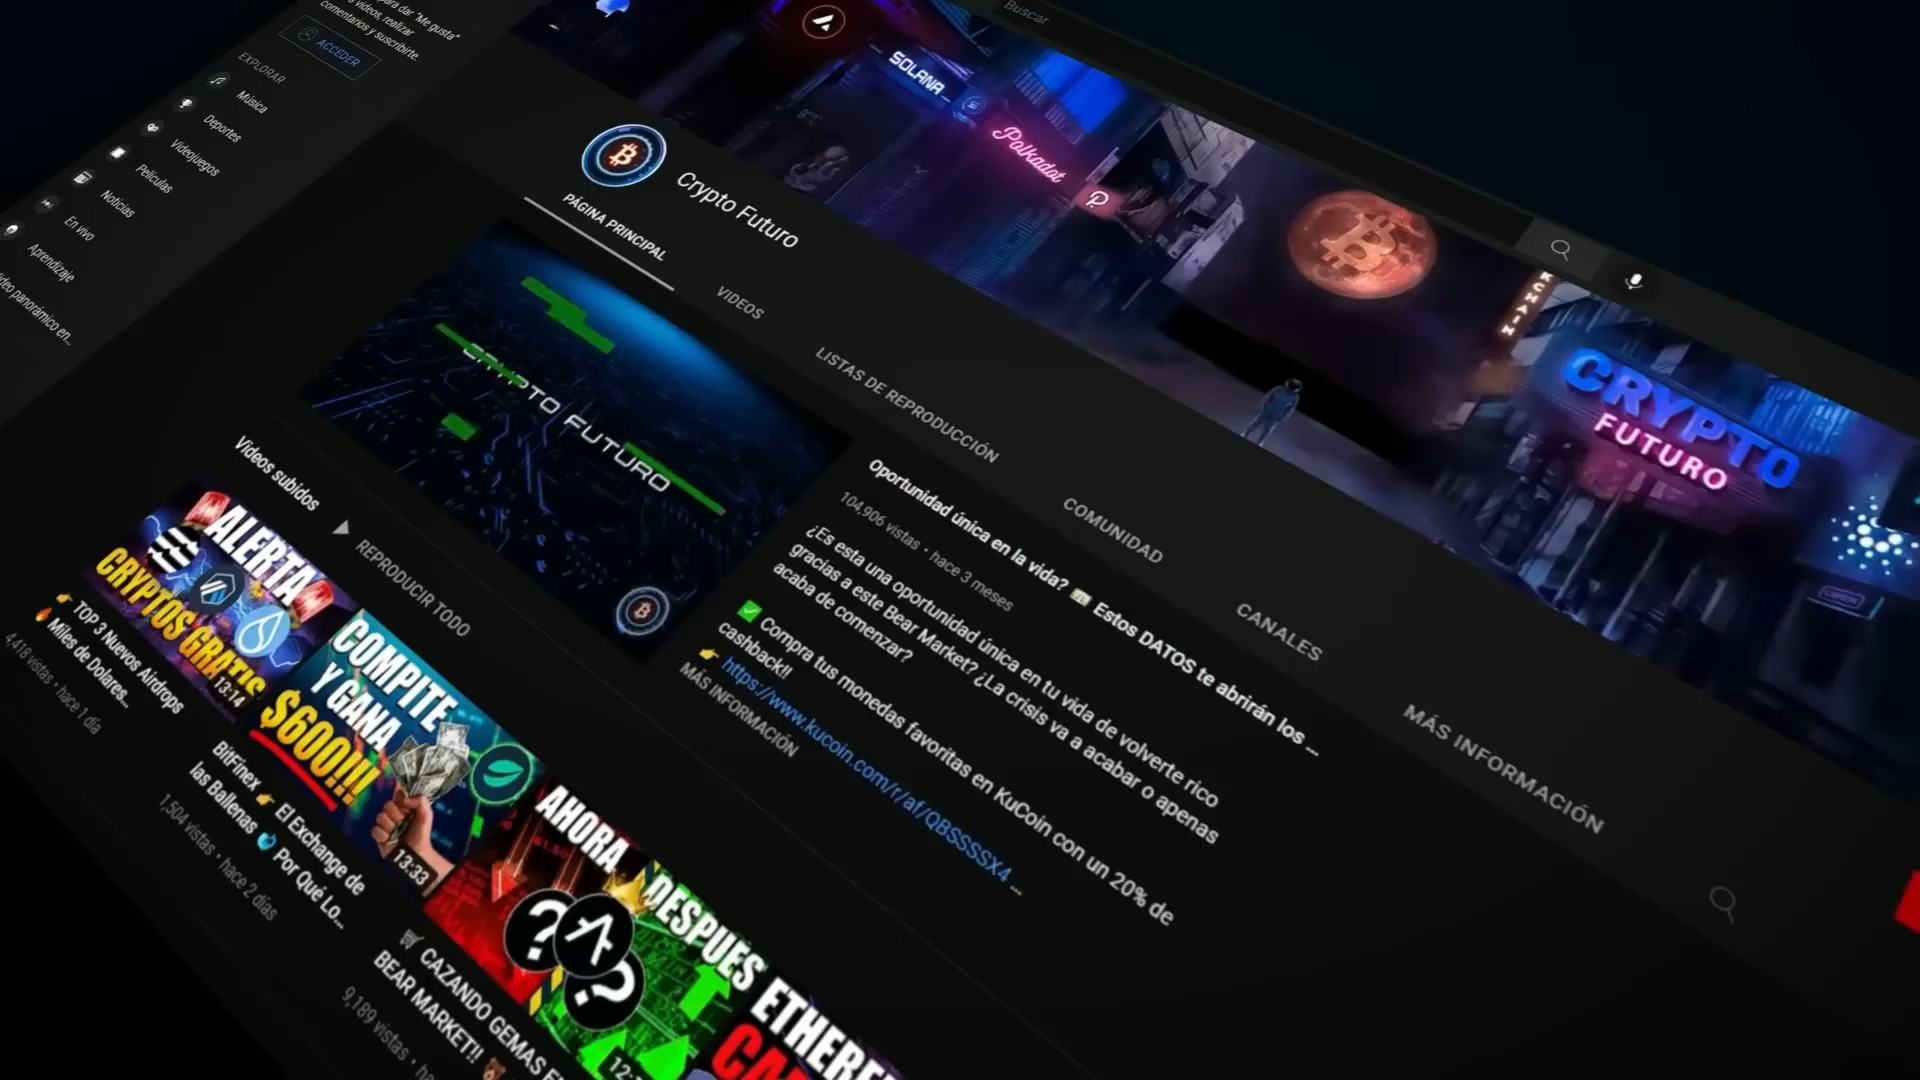 para dar "Me gusta"
a videos, realizar
comentarios y suscribirte.
ACCEDER
EXPLORAR
Música
Deportes
Videojuegos
Películas
Noticias
En vivo
Aprendizaje
Video panorámico en...
Buscar
SOLANA
Polkadot
CRYPTO
FUTURO
Crypto Futuro
PÁGINA PRINCIPAL
VIDEOS
LISTAS DE REPRODUCCIÓN
COMUNIDAD
CANALES
MÁS INFORMACIÓN
CRYPTO FUTURO
Oportunidad única en la vida? 💵 Estos DATOS te abrirán los ...
104,906 vistas • hace 3 meses
¿Es esta una oportunidad única en tu vida de volverte rico
gracias a este Bear Market? ¿La crisis va a acabar o apenas
acaba de comenzar?
✅ Compra tus monedas favoritas en KuCoin con un 20% de
cashback!!
👉 https://www.kucoin.com/r/af/QBSSSSX4...
MÁS INFORMACIÓN
Videos subidos
▶ REPRODUCIR TODO
ALERTA
CRYPTOS GRATIS
13:14
👉 TOP 3 Nuevos Airdrops
🔥 Miles de Dolares...
4,418 vistas • hace 1 día
COMPITE
Y GANA
$600!!!
13:33
BitFinex 👉 El Exchange de
las Ballenas 🐳 Por Qué Lo...
1,504 vistas • hace 2 días
AHORA
DESPUES
🛒 CAZANDO GEMAS
BEAR MARKET!! 🐻
9,189 vistas •